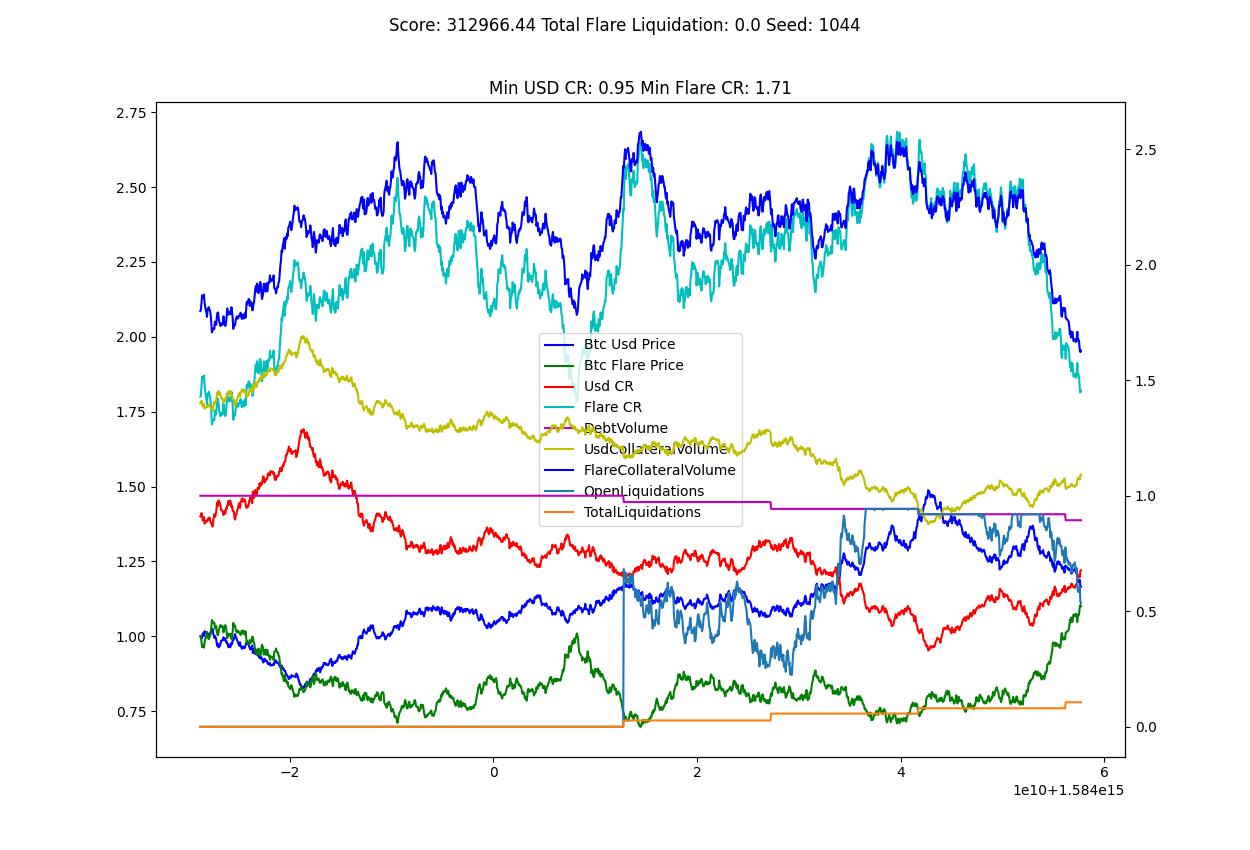 Score: 312966.44 Total Flare Liquidation: 0.0 Seed: 1044
Min USD CR: 0.95 Min Flare CR: 1.71
2.75
2.50
2.25
2.00
1.75
1.50
1.25
1.00
0.75
2.5
2.0
1.5
1.0
0.5
0.0
Btc Usd Price
Btc Flare Price
Usd CR
Flare CR
DebtVolume
UsdCollateralVolume
FlareCollateralVolume
OpenLiquidations
TotalLiquidations
−2 0 2 4 6
1e10+1.584e15